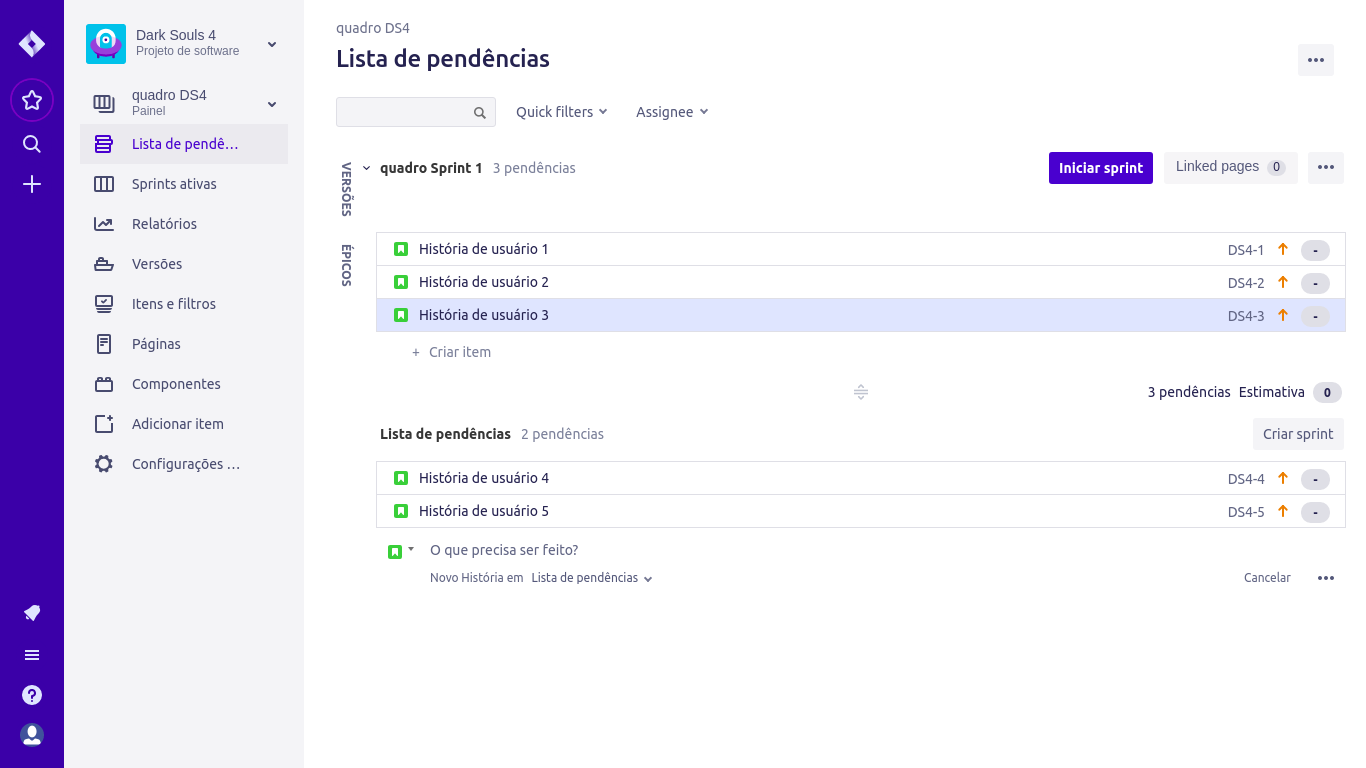 Dark Souls 4
Projeto de software
quadro DS4
Painel
Lista de pendê…
Sprints ativas
Relatórios
Versões
Itens e filtros
Páginas
Componentes
Adicionar item
Configurações …
quadro DS4
Lista de pendências
Quick filters
Assignee
VERSÕES
ÉPICOS
quadro Sprint 1 3 pendências
Iniciar sprint
Linked pages 0
História de usuário 1 DS4-1 -
História de usuário 2 DS4-2 -
História de usuário 3 DS4-3 -
+ Criar item
3 pendências Estimativa 0
Lista de pendências 2 pendências
Criar sprint
História de usuário 4 DS4-4 -
História de usuário 5 DS4-5 -
O que precisa ser feito?
Novo História em Lista de pendências
Cancelar